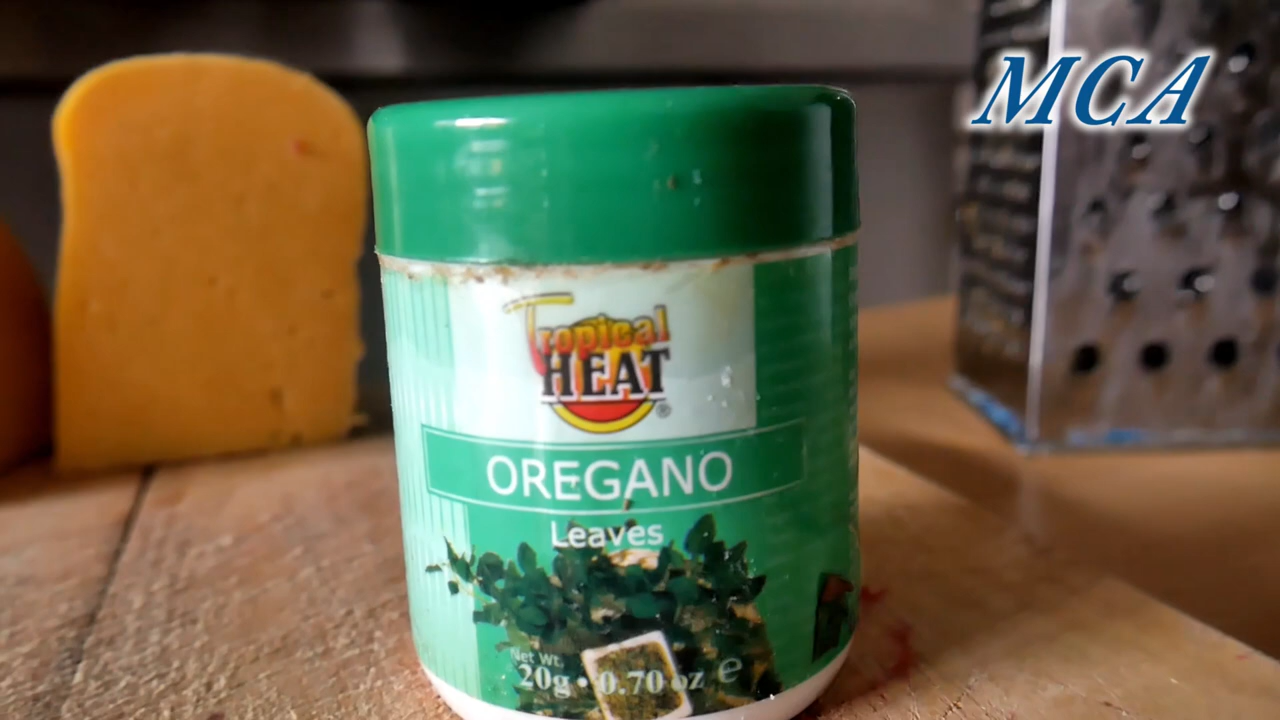 MCA
Tropical
HEAT®
OREGANO
Leaves
Net Wt.
20g • 0.70 oz ℮